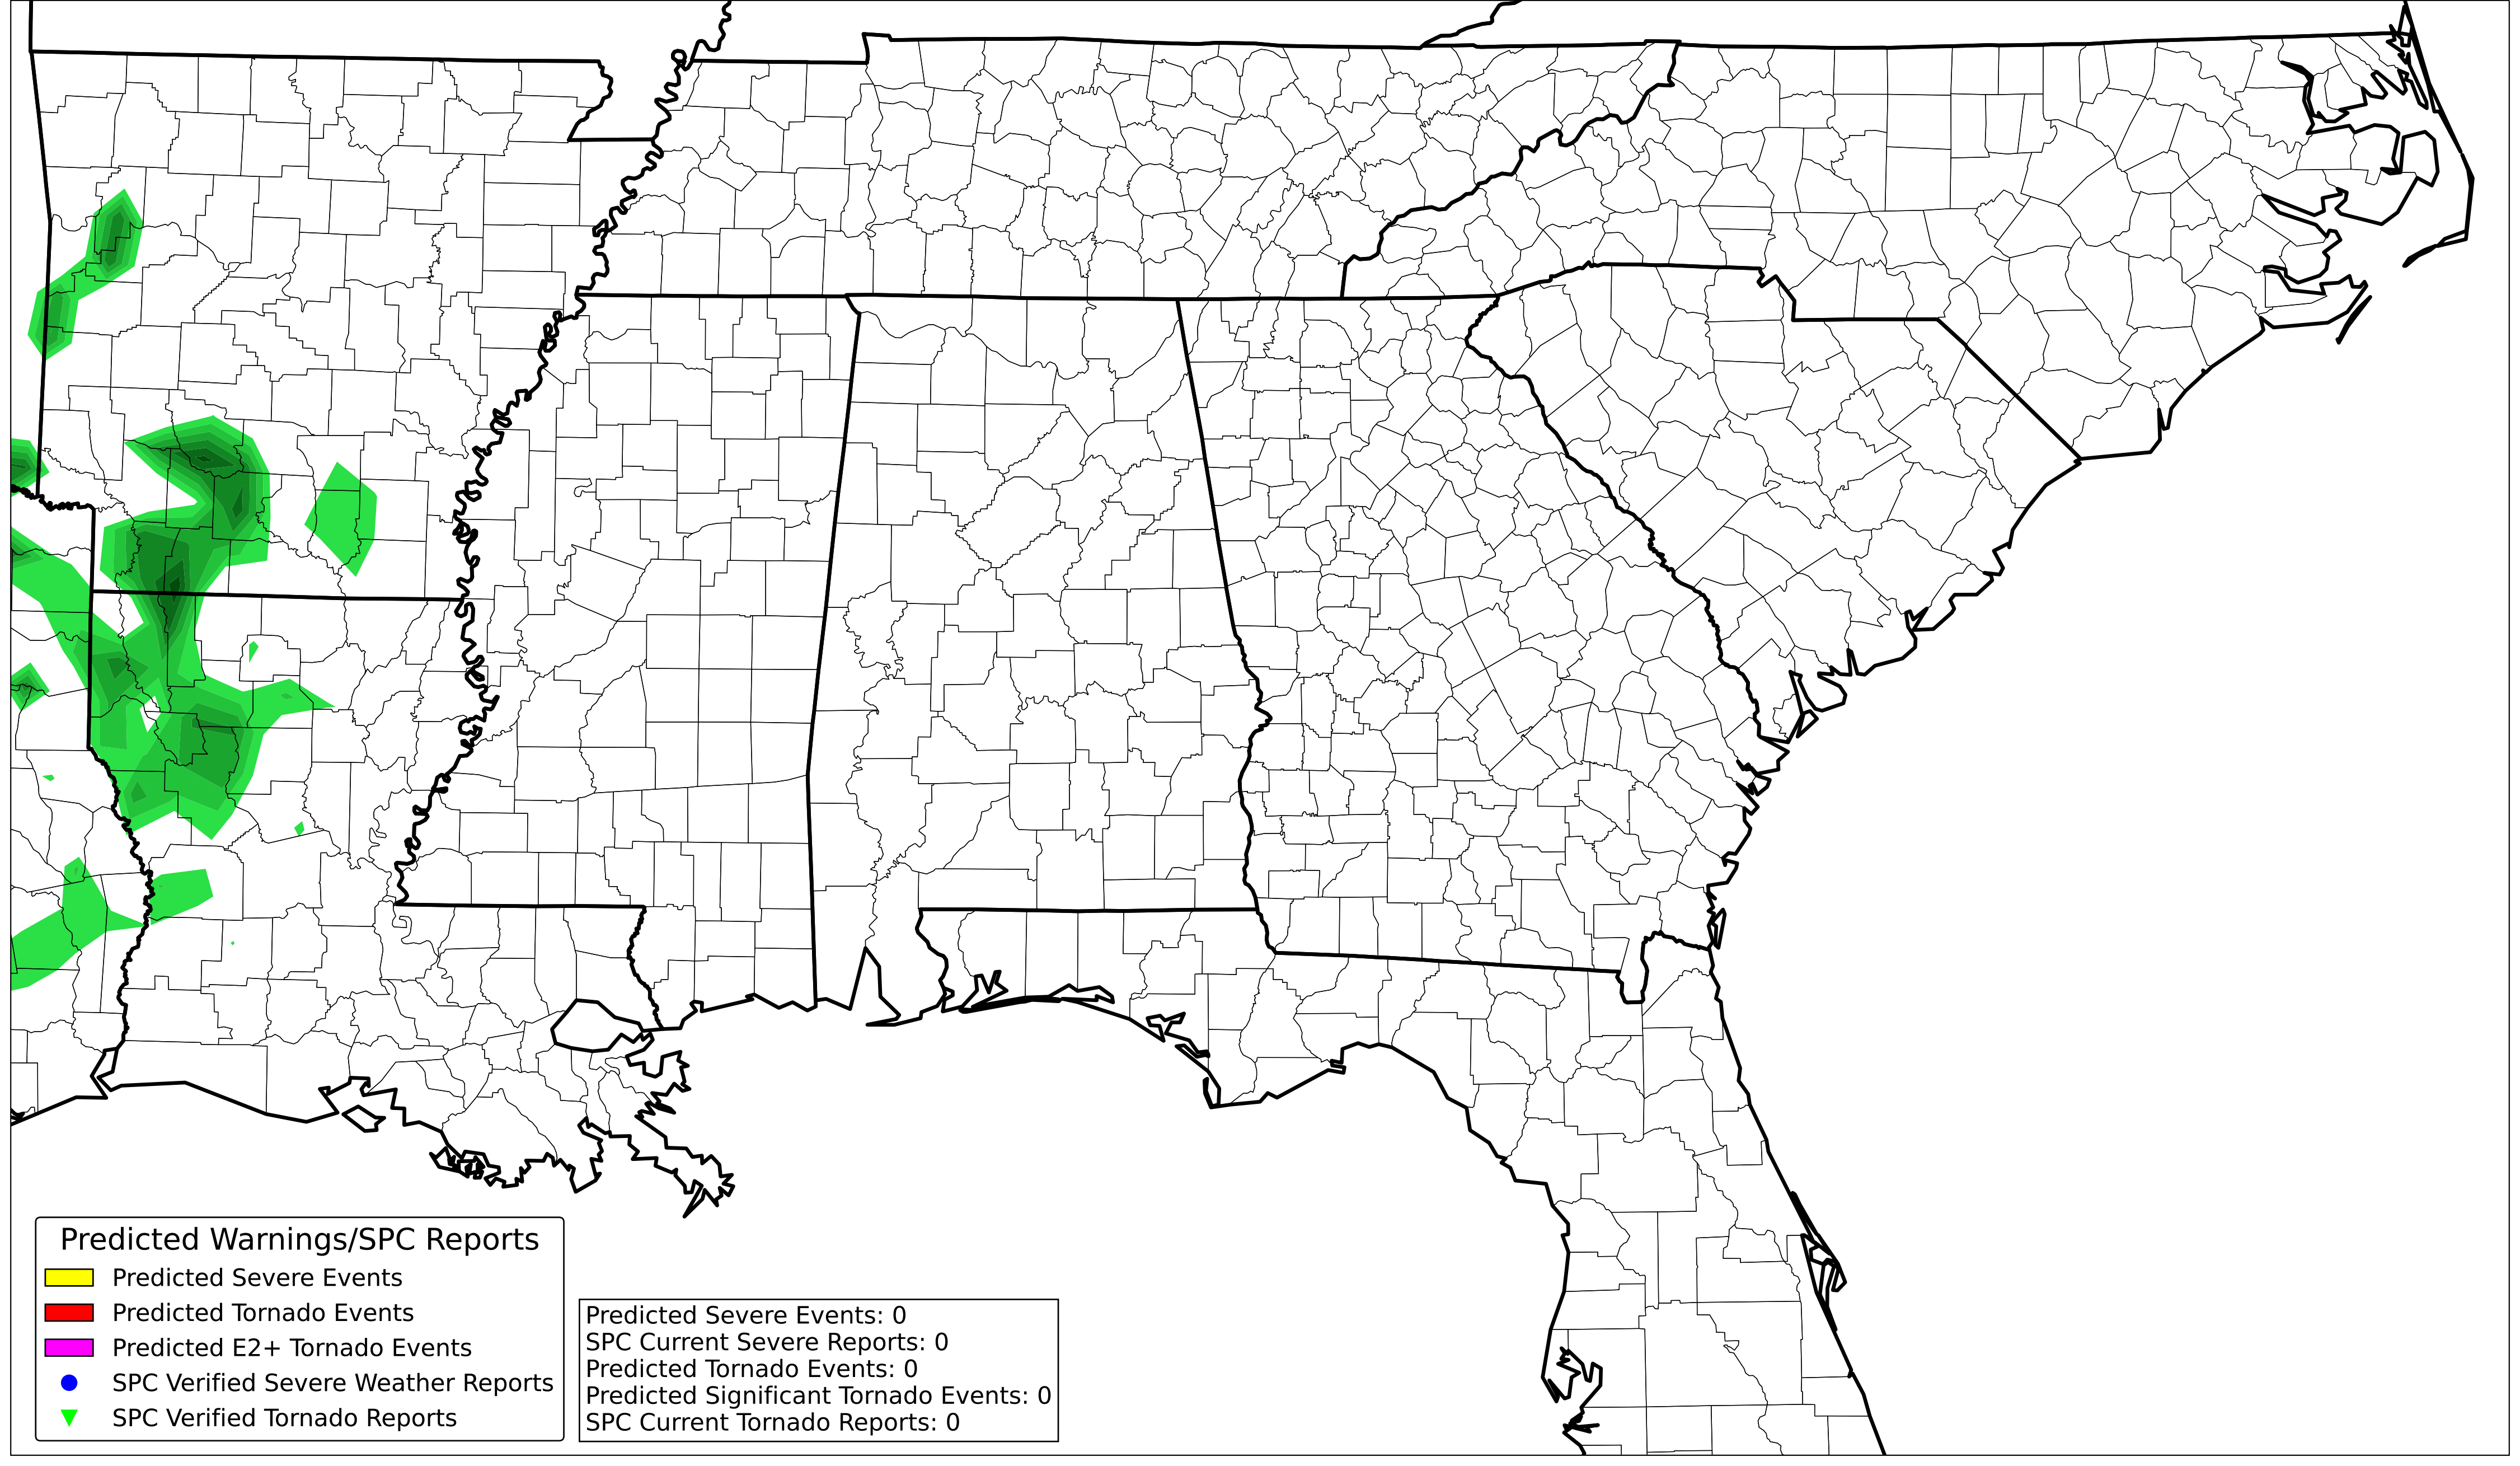 Predicted Warnings/SPC Reports
Predicted Severe Events
Predicted Tornado Events
Predicted E2+ Tornado Events
SPC Verified Severe Weather Reports
SPC Verified Tornado Reports
Predicted Severe Events: 0
SPC Current Severe Reports: 0
Predicted Tornado Events: 0
Predicted Significant Tornado Events: 0
SPC Current Tornado Reports: 0